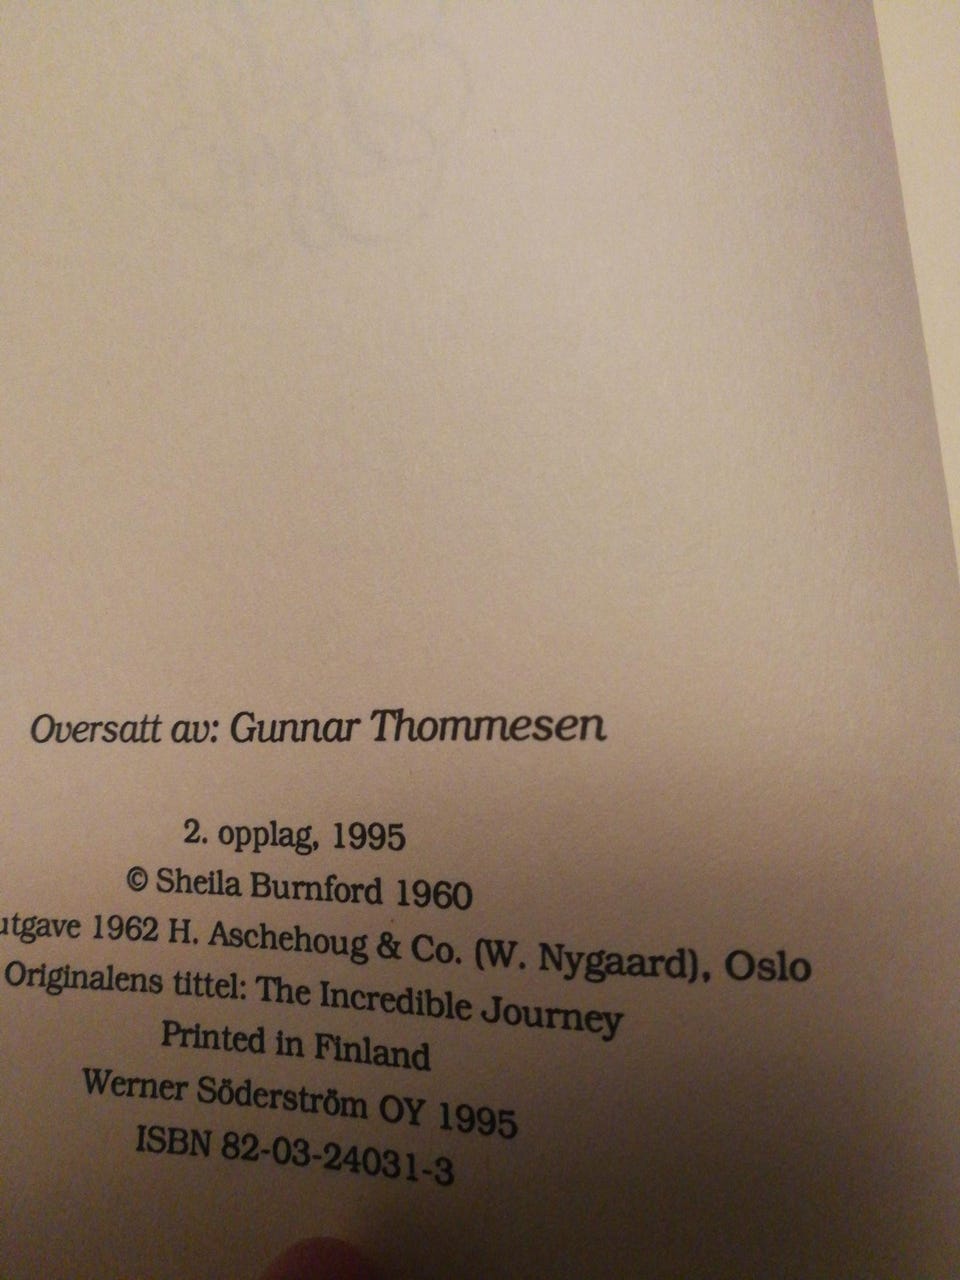 Oversatt av: Gunnar Thommesen
2. opplag, 1995
© Sheila Burnford 1960
utgave 1962 H. Aschehoug & Co. (W. Nygaard), Oslo
Originalens tittel: The Incredible Journey
Printed in Finland
Werner Söderström OY 1995
ISBN 82-03-24031-3